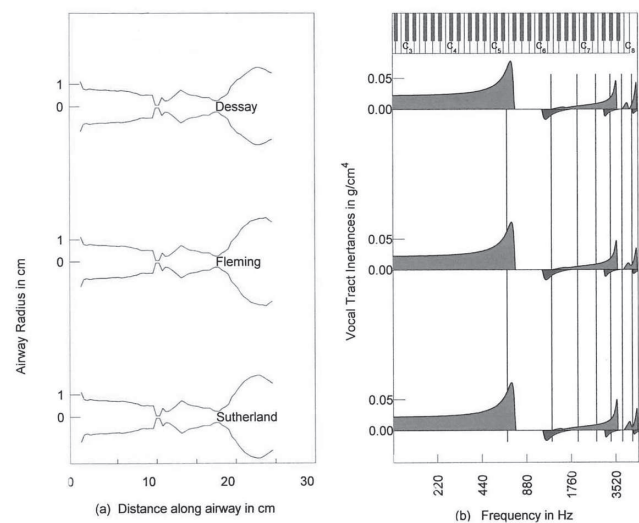 Airway Radius in cm
1
0
Dessay
1
0
Fleming
1
0
Sutherland
0 10 20 30
(a) Distance along airway in cm
C3 C4 C5 C6 C7 C8
Vocal Tract Inertances in g/cm4
0.05
0.00
0.05
0.00
0.05
0.00
220 440 880 1760 3520
(b) Frequency in Hz